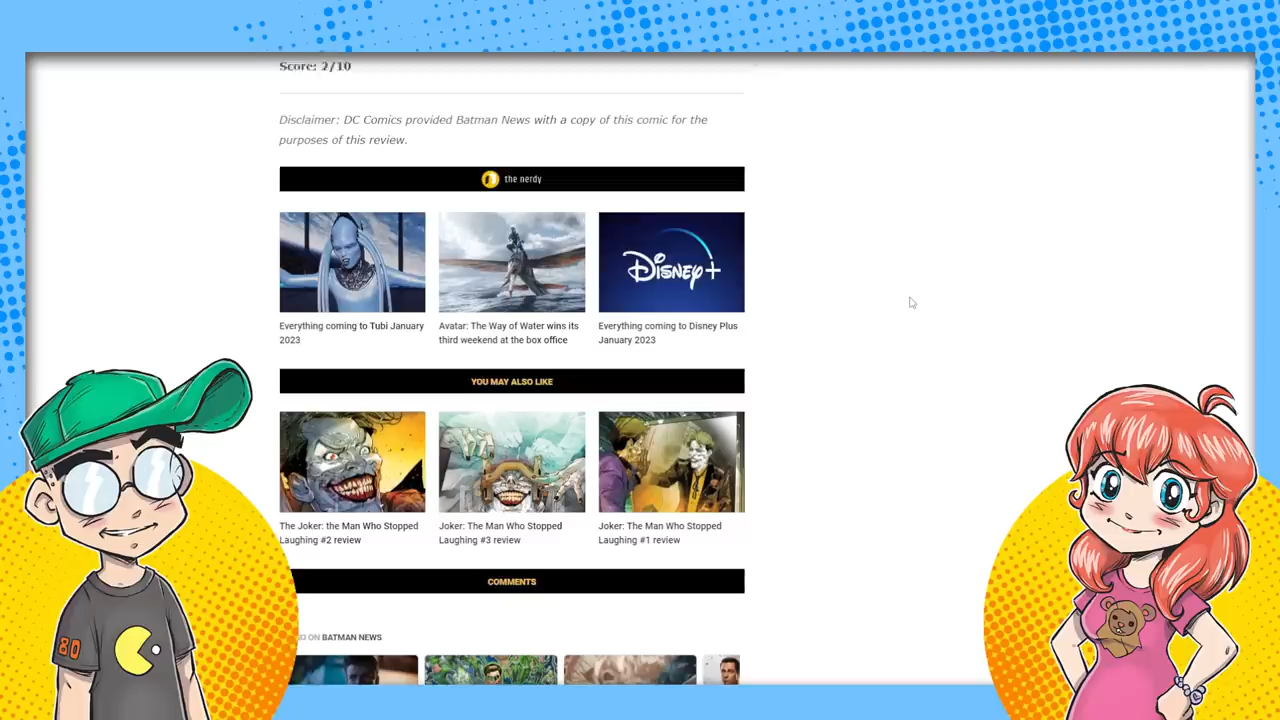 Score: 2/10
Disclaimer: DC Comics provided Batman News with a copy of this comic for the
purposes of this review.
the nerdy
Disney+
Everything coming to Tubi January
2023
Avatar: The Way of Water wins its
third weekend at the box office
Everything coming to Disney Plus
January 2023
YOU MAY ALSO LIKE
The Joker: the Man Who Stopped
Laughing #2 review
Joker: The Man Who Stopped
Laughing #3 review
Joker: The Man Who Stopped
Laughing #1 review
COMMENTS
ON BATMAN NEWS
80